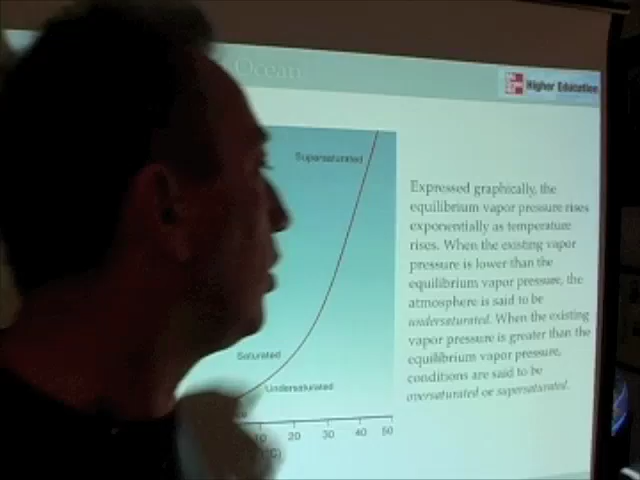 Ocean
Higher Education
Supersaturated
Saturated
Undersaturated
10 20 30 40 50
Expressed graphically, the
equilibrium vapor pressure rises
exponentially as temperature
rises. When the existing vapor
pressure is lower than the
equilibrium vapor pressure, the
atmosphere is said to be
undersaturated. When the existing
vapor pressure is greater than the
equilibrium vapor pressure,
conditions are said to be
oversaturated or supersaturated.